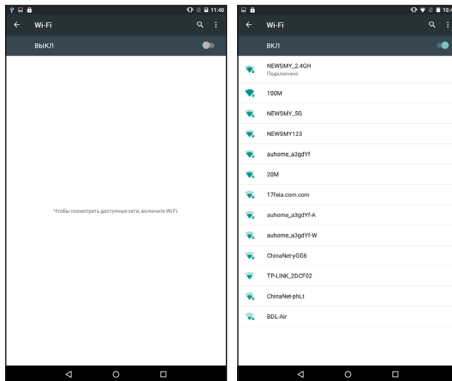 11:40
Wi-Fi
ВЫКЛ
Чтобы посмотреть доступные сети, включите Wi-Fi.
Wi-Fi
ВКЛ
NEWSMY_2.4GH
Подключено
100M
NEWSMY_5G
NEWSMY123
auhome_a3gdYf
20M
17feia.com.com
auhome_a3gdYf-A
auhome_a3gdYf-W
ChinaNet-yGG6
TP-LINK_2DCF02
ChinaNet-phLt
BDL-Air